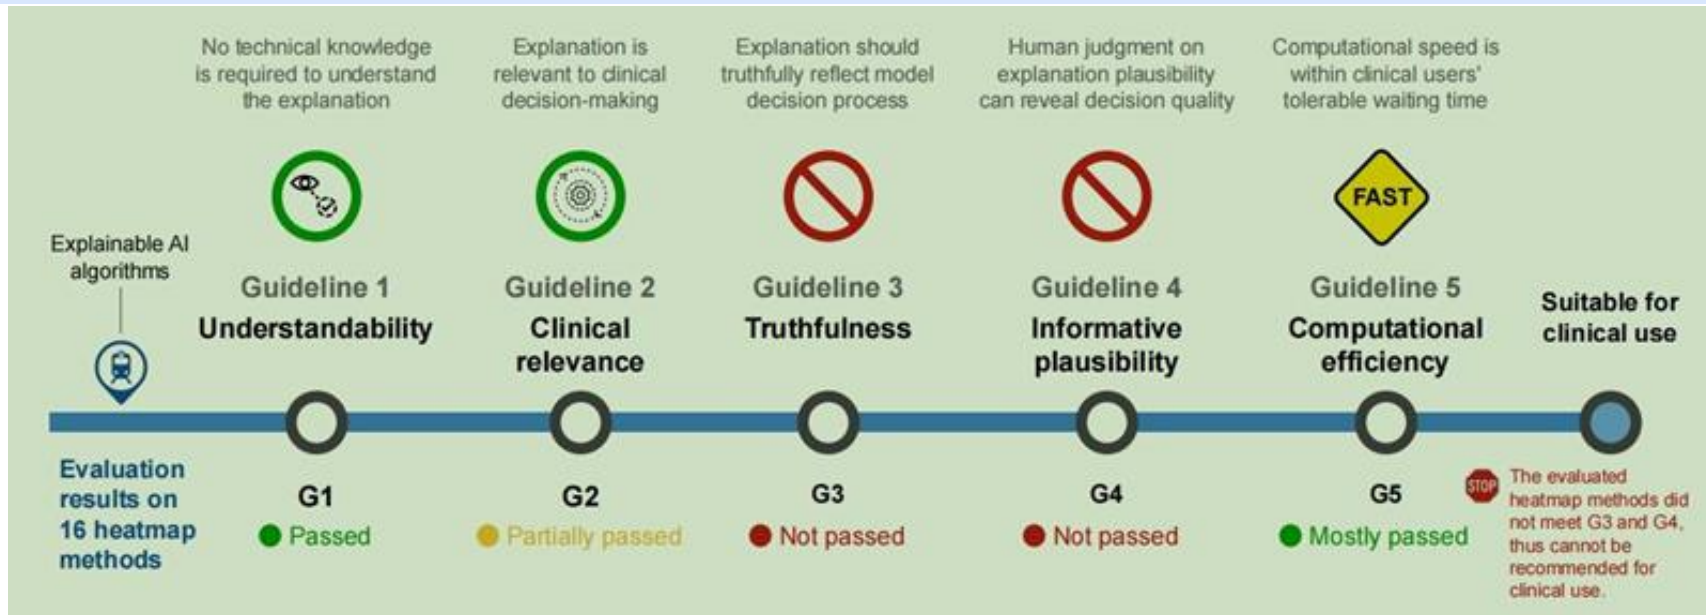 No technical knowledge
is required to understand
the explanation
Explanation is
relevant to clinical
decision-making
Explanation should
truthfully reflect model
decision process
Human judgment on
explanation plausibility
can reveal decision quality
Computational speed is
within clinical users'
tolerable waiting time
FAST
Explainable AI
algorithms
Guideline 1
Understandability
Guideline 2
Clinical
relevance
Guideline 3
Truthfulness
Guideline 4
Informative
plausibility
Guideline 5
Computational
efficiency
Suitable for
clinical use
Evaluation
results on
16 heatmap
methods
G1
Passed
G2
Partially passed
G3
Not passed
G4
Not passed
G5
Mostly passed
STOP
The evaluated
heatmap methods did
not meet G3 and G4,
thus cannot be
recommended for
clinical use.